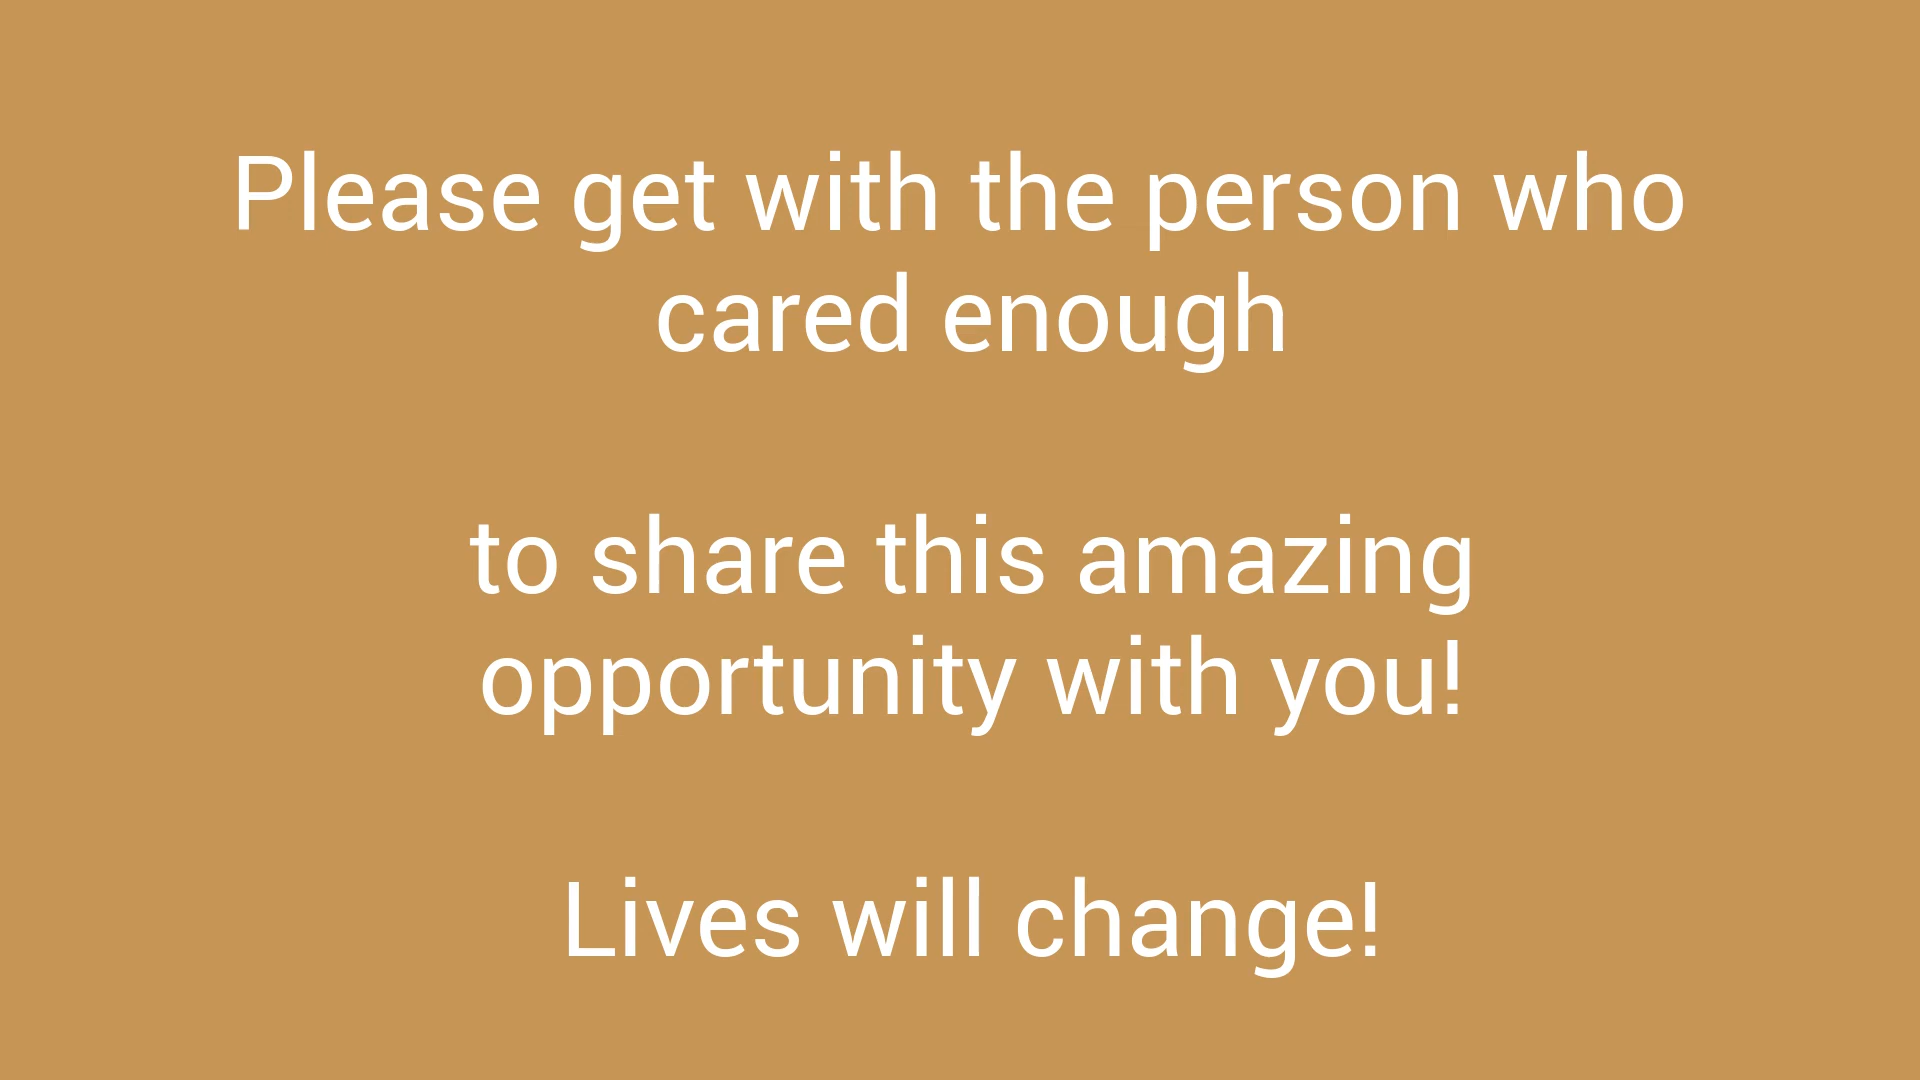 Please get with the person who
cared enough
to share this amazing
opportunity with you!
Lives will change!